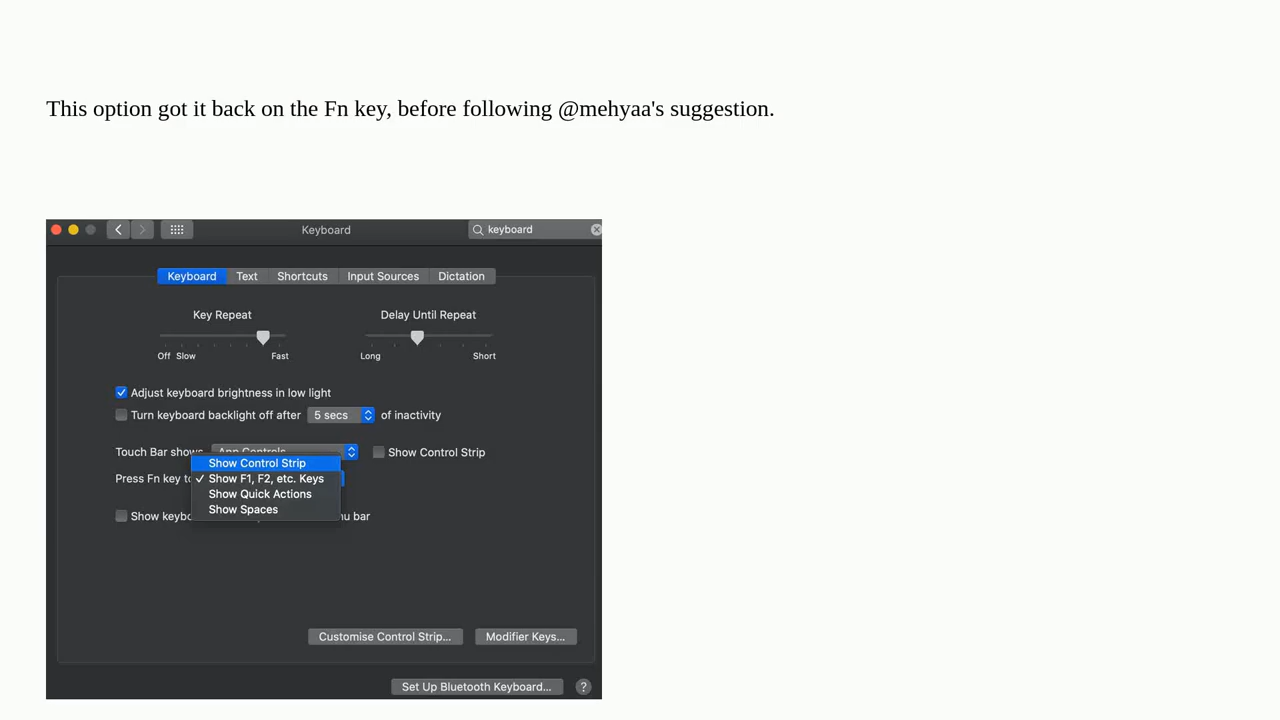 This option got it back on the Fn key, before following @mehyaa's suggestion.
Keyboard
keyboard
Keyboard Text Shortcuts Input Sources Dictation
Key Repeat Delay Until Repeat
Off Slow Fast Long Short
Adjust keyboard brightness in low light
Turn keyboard backlight off after 5 secs of inactivity
Touch Bar shows App Controls Show Control Strip
Show Control Strip
Press Fn key to Show F1, F2, etc. Keys
Show Quick Actions
Show Spaces
Show bar
Customise Control Strip... Modifier Keys...
Set Up Bluetooth Keyboard... ?